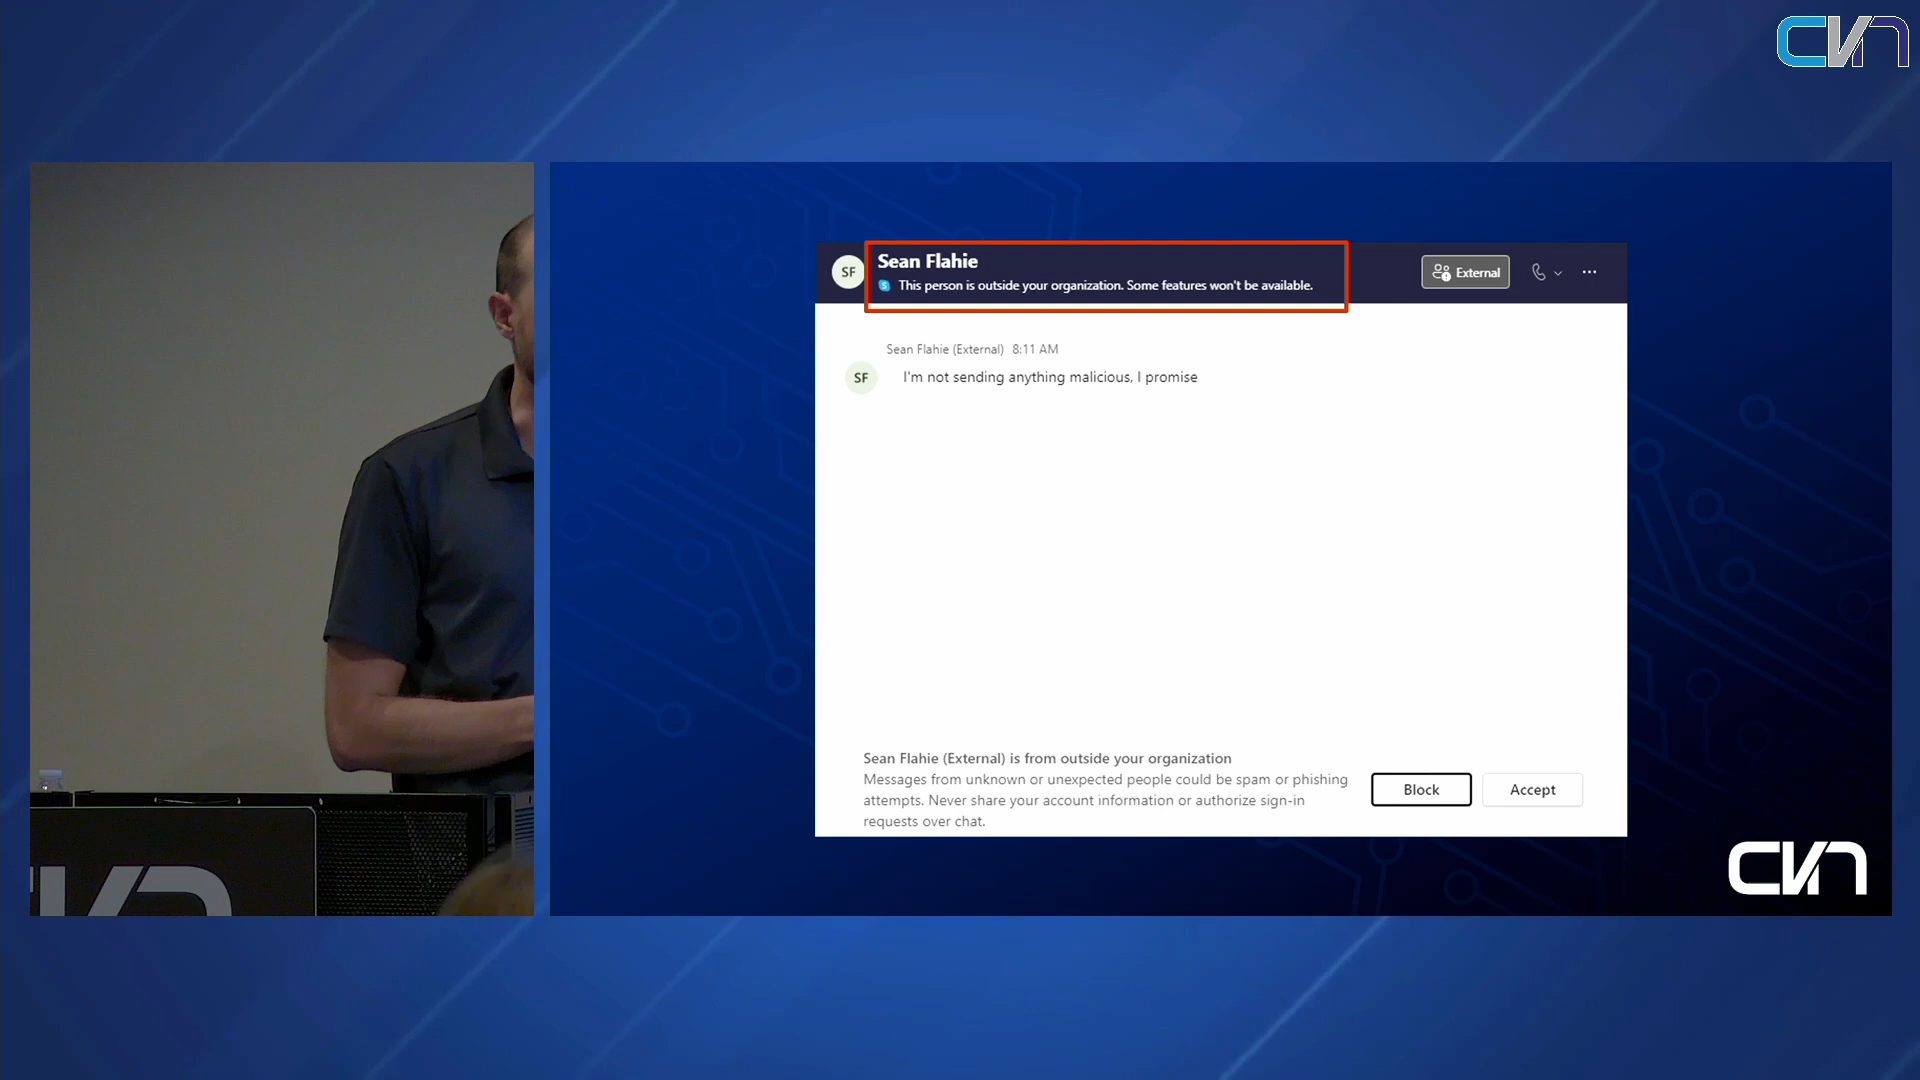 CVN
Sean Flahie
This person is outside your organization. Some features won't be available.
SF
External
Sean Flahie (External) 8:11 AM
SF
I'm not sending anything malicious, I promise
Sean Flahie (External) is from outside your organization
Messages from unknown or unexpected people could be spam or phishing
attempts. Never share your account information or authorize sign-in
requests over chat.
Block
Accept
CVN